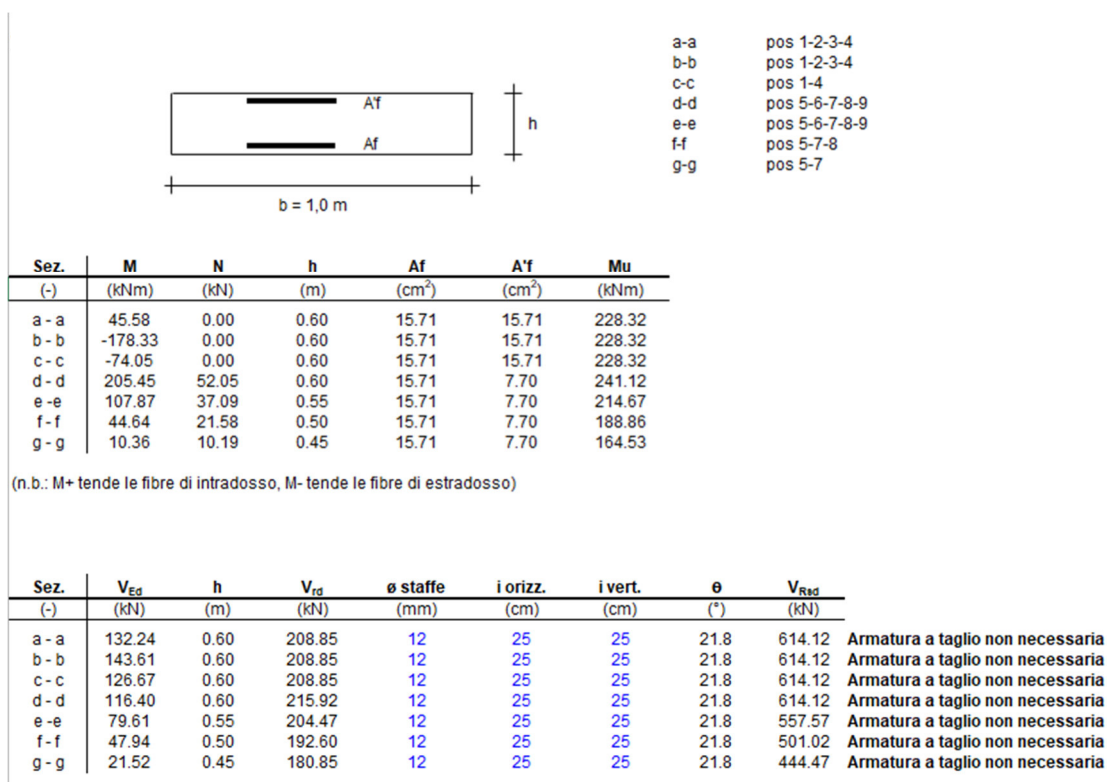 a-a pos 1-2-3-4
b-b pos 1-2-3-4
c-c pos 1-4
d-d pos 5-6-7-8-9
e-e pos 5-6-7-8-9
f-f pos 5-7-8
g-g pos 5-7
A'f
h
Af
b = 1,0 m
Sez. M N h Af A'f Mu
(-) (kNm) (kN) (m) (cm²) (cm²) (kNm)
a - a 45.58 0.00 0.60 15.71 15.71 228.32
b - b -178.33 0.00 0.60 15.71 15.71 228.32
c - c -74.05 0.00 0.60 15.71 15.71 228.32
d - d 205.45 52.05 0.60 15.71 7.70 241.12
e -e 107.87 37.09 0.55 15.71 7.70 214.67
f - f 44.64 21.58 0.50 15.71 7.70 188.86
g - g 10.36 10.19 0.45 15.71 7.70 164.53
(n.b.: M+ tende le fibre di intradosso, M- tende le fibre di estradosso)
Sez. VEd h Vrd ø staffe i orizz. i vert. θ VRsd
(-) (kN) (m) (kN) (mm) (cm) (cm) (°) (kN)
a - a 132.24 0.60 208.85 12 25 25 21.8 614.12 Armatura a taglio non necessaria
b - b 143.61 0.60 208.85 12 25 25 21.8 614.12 Armatura a taglio non necessaria
c - c 126.67 0.60 208.85 12 25 25 21.8 614.12 Armatura a taglio non necessaria
d - d 116.40 0.60 215.92 12 25 25 21.8 614.12 Armatura a taglio non necessaria
e -e 79.61 0.55 204.47 12 25 25 21.8 557.57 Armatura a taglio non necessaria
f - f 47.94 0.50 192.60 12 25 25 21.8 501.02 Armatura a taglio non necessaria
g - g 21.52 0.45 180.85 12 25 25 21.8 444.47 Armatura a taglio non necessaria